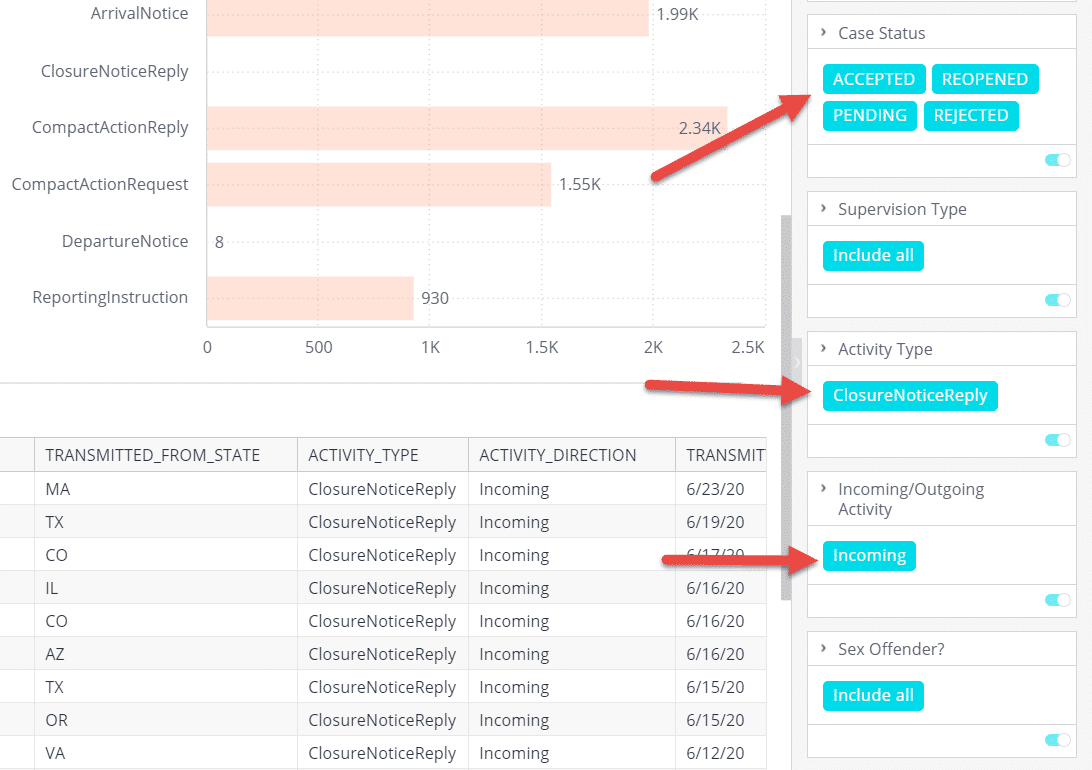 ArrivalNotice 1.99K
ClosureNoticeReply
CompactActionReply 2.34K
CompactActionRequest 1.55K
DepartureNotice 8
ReportingInstruction 930
0 500 1K 1.5K 2K 2.5K
TRANSMITTED_FROM_STATE ACTIVITY_TYPE ACTIVITY_DIRECTION TRANSMIT
MA ClosureNoticeReply Incoming 6/23/20
TX ClosureNoticeReply Incoming 6/19/20
CO ClosureNoticeReply Incoming 6/17/20
IL ClosureNoticeReply Incoming 6/16/20
CO ClosureNoticeReply Incoming 6/16/20
AZ ClosureNoticeReply Incoming 6/16/20
TX ClosureNoticeReply Incoming 6/15/20
OR ClosureNoticeReply Incoming 6/15/20
VA ClosureNoticeReply Incoming 6/12/20
Case Status
ACCEPTED REOPENED
PENDING REJECTED
Supervision Type
Include all
Activity Type
ClosureNoticeReply
Incoming/Outgoing
Activity
Incoming
Sex Offender?
Include all